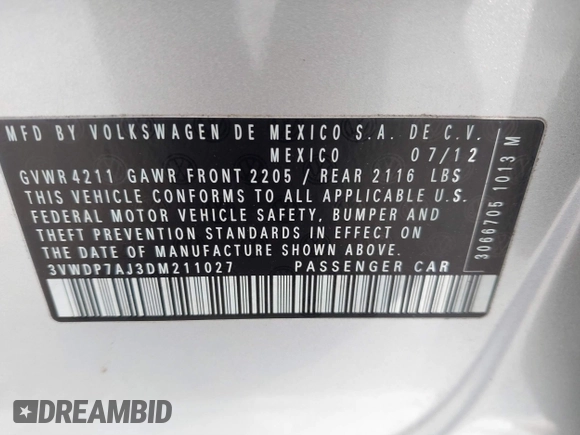 MFD BY VOLKSWAGEN DE MEXICO S.A. DE C.V.
MEXICO 07/12
GVWR 4211 GAWR FRONT 2205 / REAR 2116 LBS
THIS VEHICLE CONFORMS TO ALL APPLICABLE U.S.
FEDERAL MOTOR VEHICLE SAFETY, BUMPER AND
THEFT PREVENTION STANDARDS IN EFFECT ON
THE DATE OF MANUFACTURE SHOWN ABOVE.
3VWDP7AJ3DM211027 PASSENGER CAR
3066705 1013 M
DREAMBID